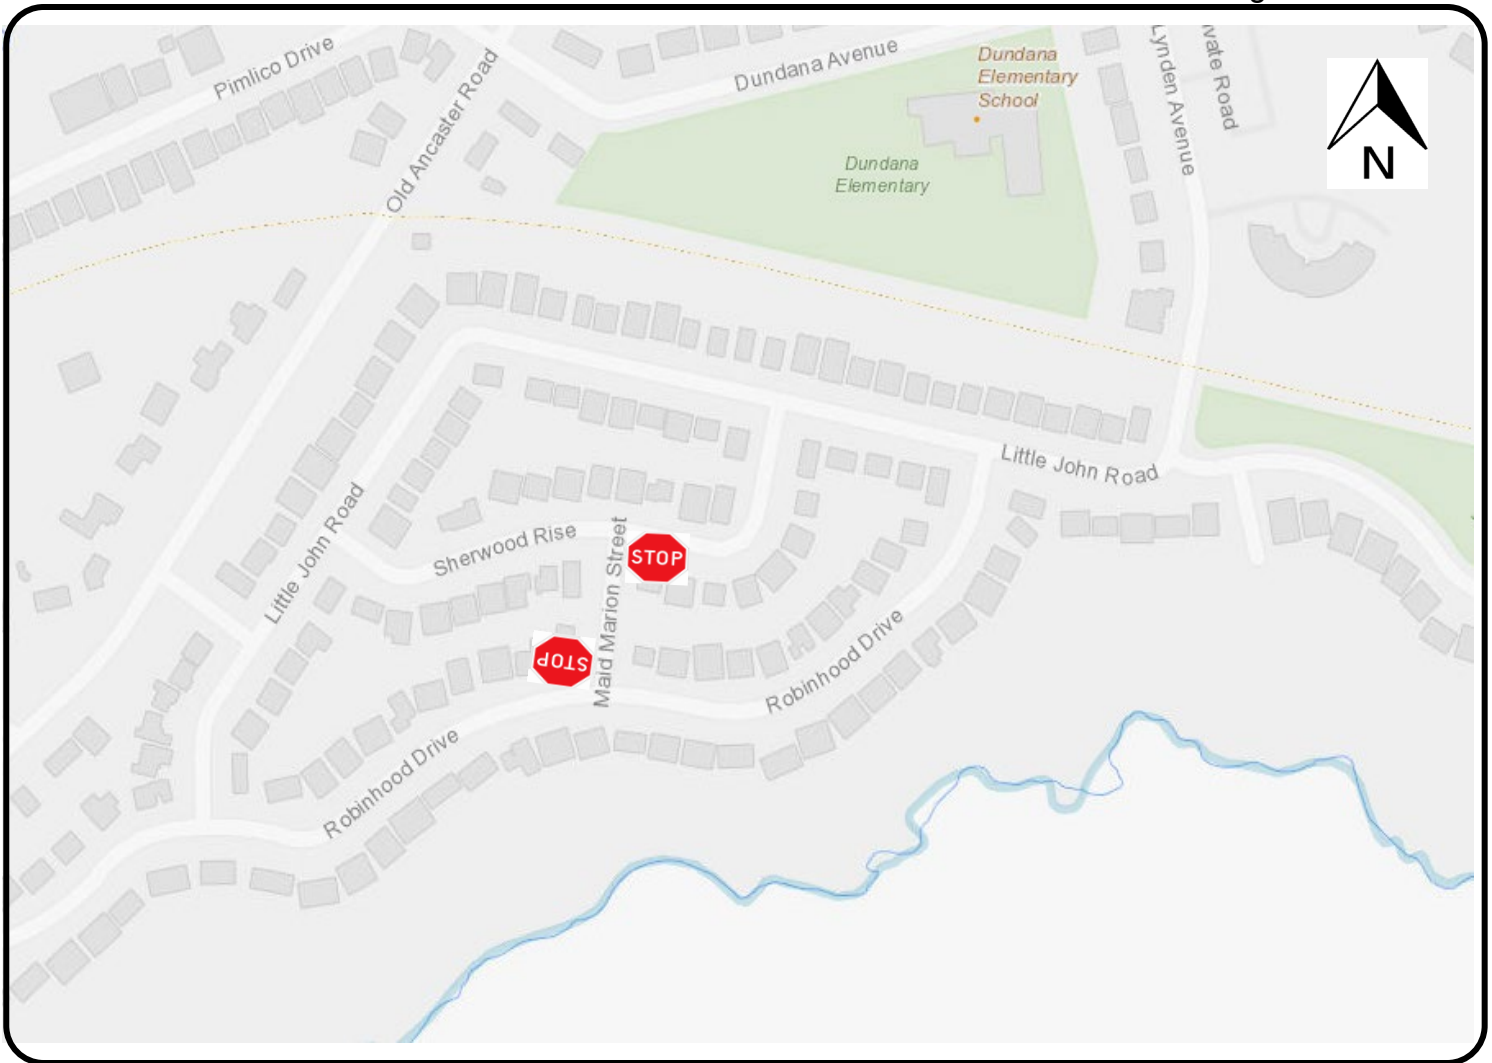 Pimlico Drive
Old Ancaster Road
Dundana Avenue
Dundana
Elementary
School
Dundana
Elementary
Lynden Avenue
vate Road
N
Little John Road
Little John Road
Sherwood Rise
Maid Marion Street
STOP
STOP
Robinhood Drive
Robinhood Drive